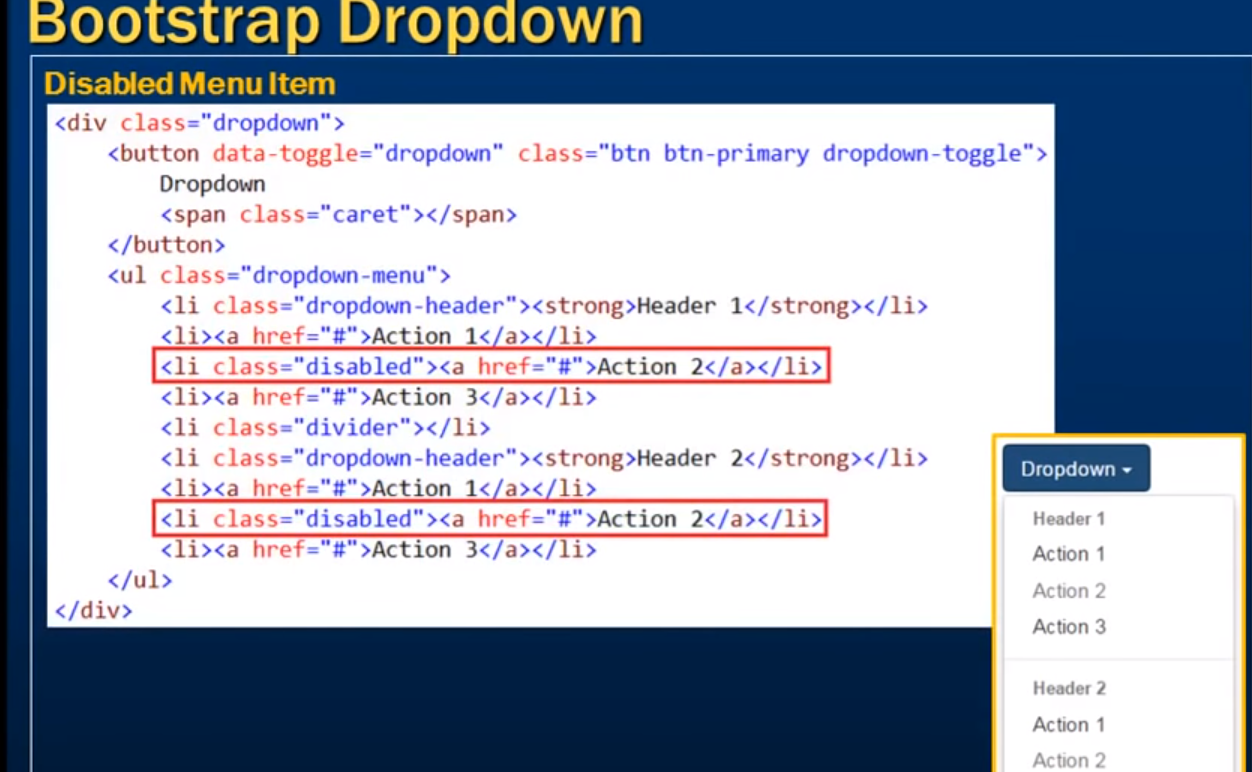 Bootstrap Dropdown
Disabled Menu Item
<div class="dropdown">
    <button data-toggle="dropdown" class="btn btn-primary dropdown-toggle">
        Dropdown
        <span class="caret"></span>
    </button>
    <ul class="dropdown-menu">
        <li class="dropdown-header"><strong>Header 1</strong></li>
        <li><a href="#">Action 1</a></li>
        <li class="disabled"><a href="#">Action 2</a></li>
        <li><a href="#">Action 3</a></li>
        <li class="divider"></li>
        <li class="dropdown-header"><strong>Header 2</strong></li>
        <li><a href="#">Action 1</a></li>
        <li class="disabled"><a href="#">Action 2</a></li>
        <li><a href="#">Action 3</a></li>
    </ul>
</div>
Dropdown
Header 1
Action 1
Action 2
Action 3
Header 2
Action 1
Action 2